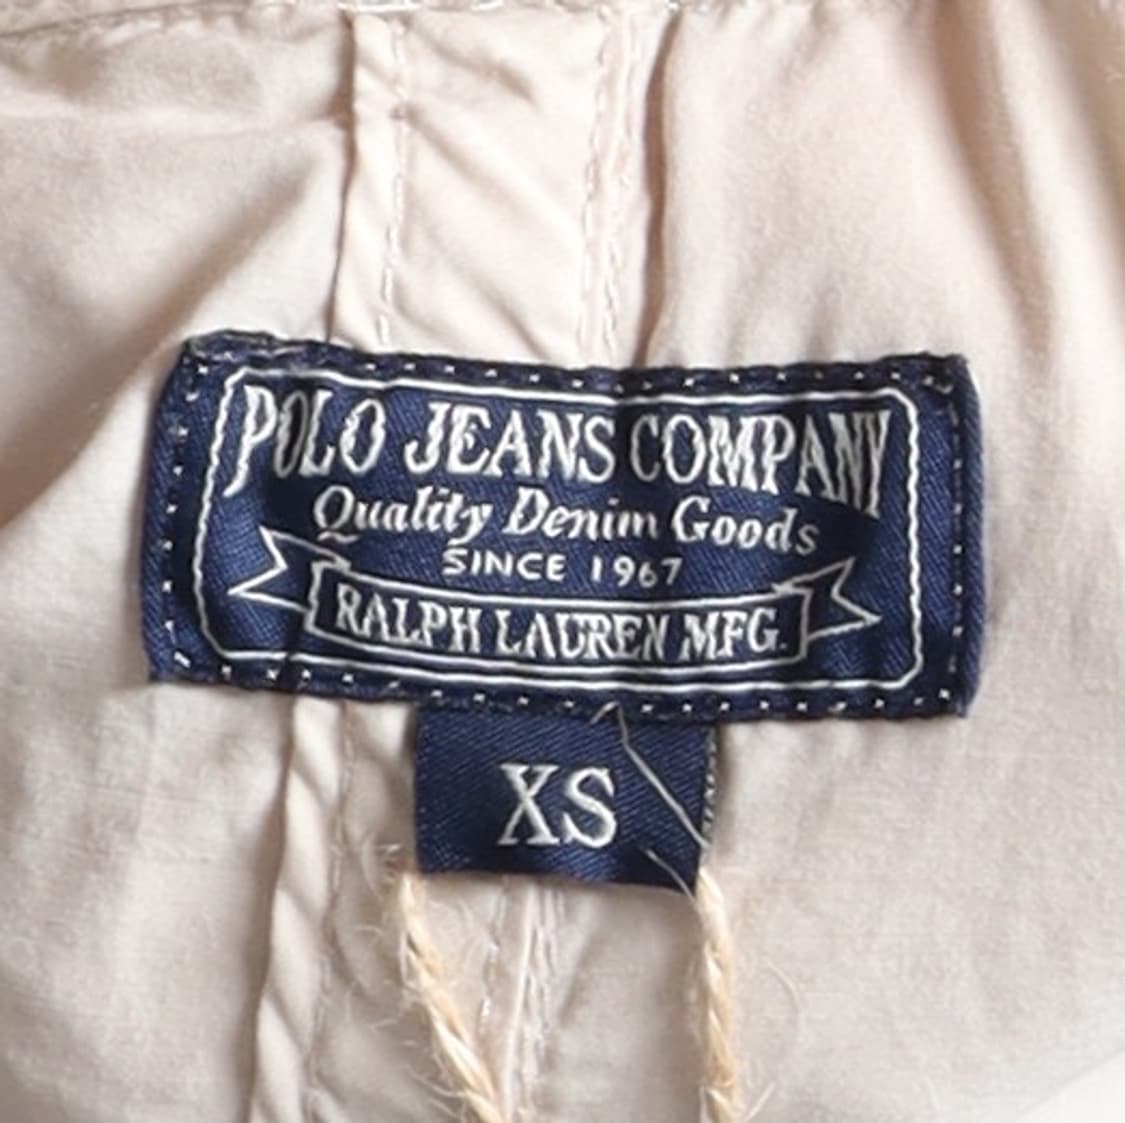 POLO JEANS COMPANY
Quality Denim Goods
SINCE 1967
RALPH LAUREN MFG.
XS